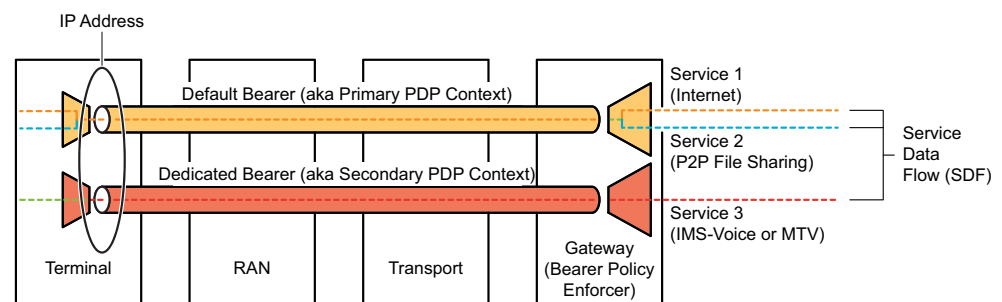 IP Address
Default Bearer (aka Primary PDP Context)
Service 1
(Internet)
Service 2
(P2P File Sharing)
Service
Data
Flow (SDF)
Dedicated Bearer (aka Secondary PDP Context)
Service 3
(IMS-Voice or MTV)
Terminal
RAN
Transport
Gateway
(Bearer Policy
Enforcer)